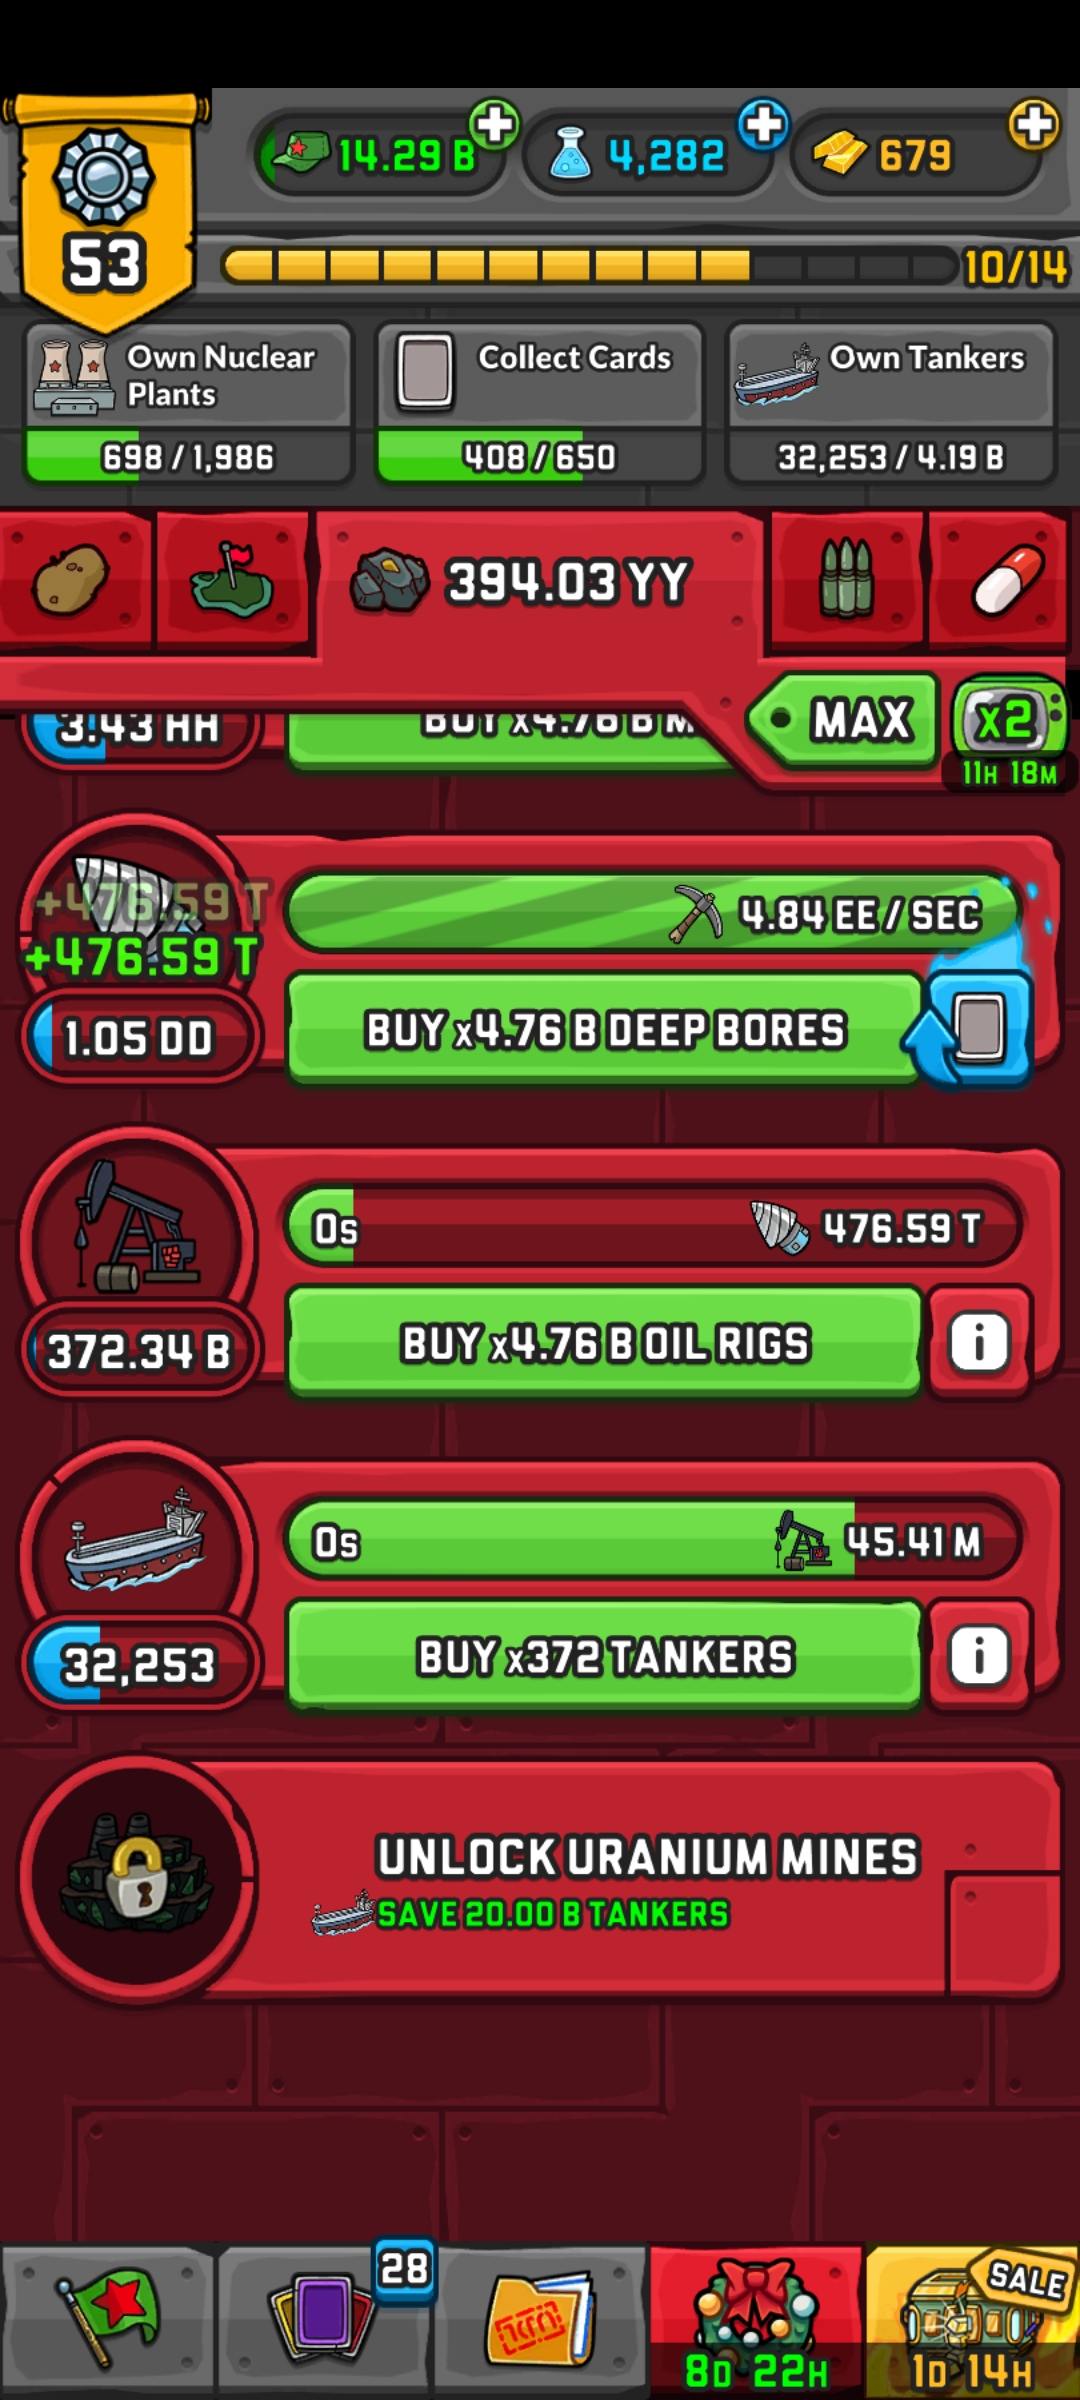 14.29 B
4,282
679
53
10/14
Own Nuclear
Plants
Collect Cards
Own Tankers
698 / 1,986
408 / 650
32,253 / 4.19 B
394.03 YY
MAX
x2
11H 18M
3.43 HH
BUY x4.76 B M
+476.59 T
+476.59 T
4.84 EE / SEC
1.05 DD
BUY x4.76 B DEEP BORES
0s
476.59 T
372.34 B
BUY x4.76 B OIL RIGS
0s
45.41 M
32,253
BUY x372 TANKERS
UNLOCK URANIUM MINES
SAVE 20.00 B TANKERS
28
SALE
8D 22H
1D 14H